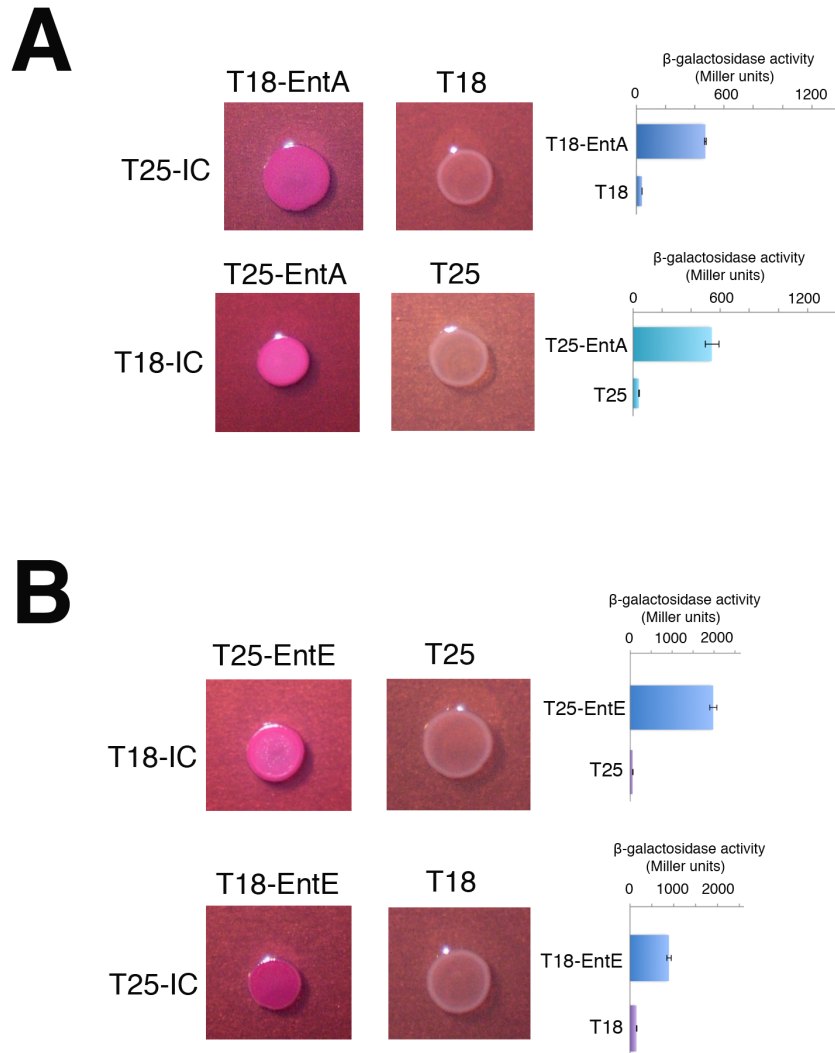 A
T18-EntA
T18
T25-IC
β-galactosidase activity
(Miller units)
0 600 1200
T18-EntA
T18
T25-EntA
T25
T18-IC
β-galactosidase activity
(Miller units)
0 600 1200
T25-EntA
T25
B
T25-EntE
T25
T18-IC
β-galactosidase activity
(Miller units)
0 1000 2000
T25-EntE
T25
T18-EntE
T18
T25-IC
β-galactosidase activity
(Miller units)
0 1000 2000
T18-EntE
T18